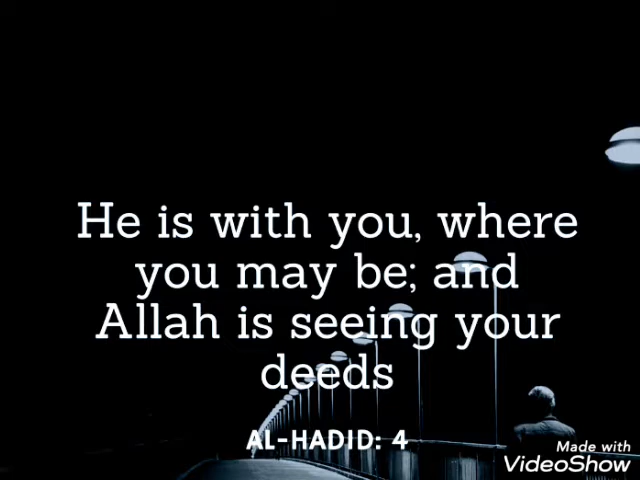 He is with you, where
you may be; and
Allah is seeing your
deeds
AL-HADID: 4
Made with
VideoShow